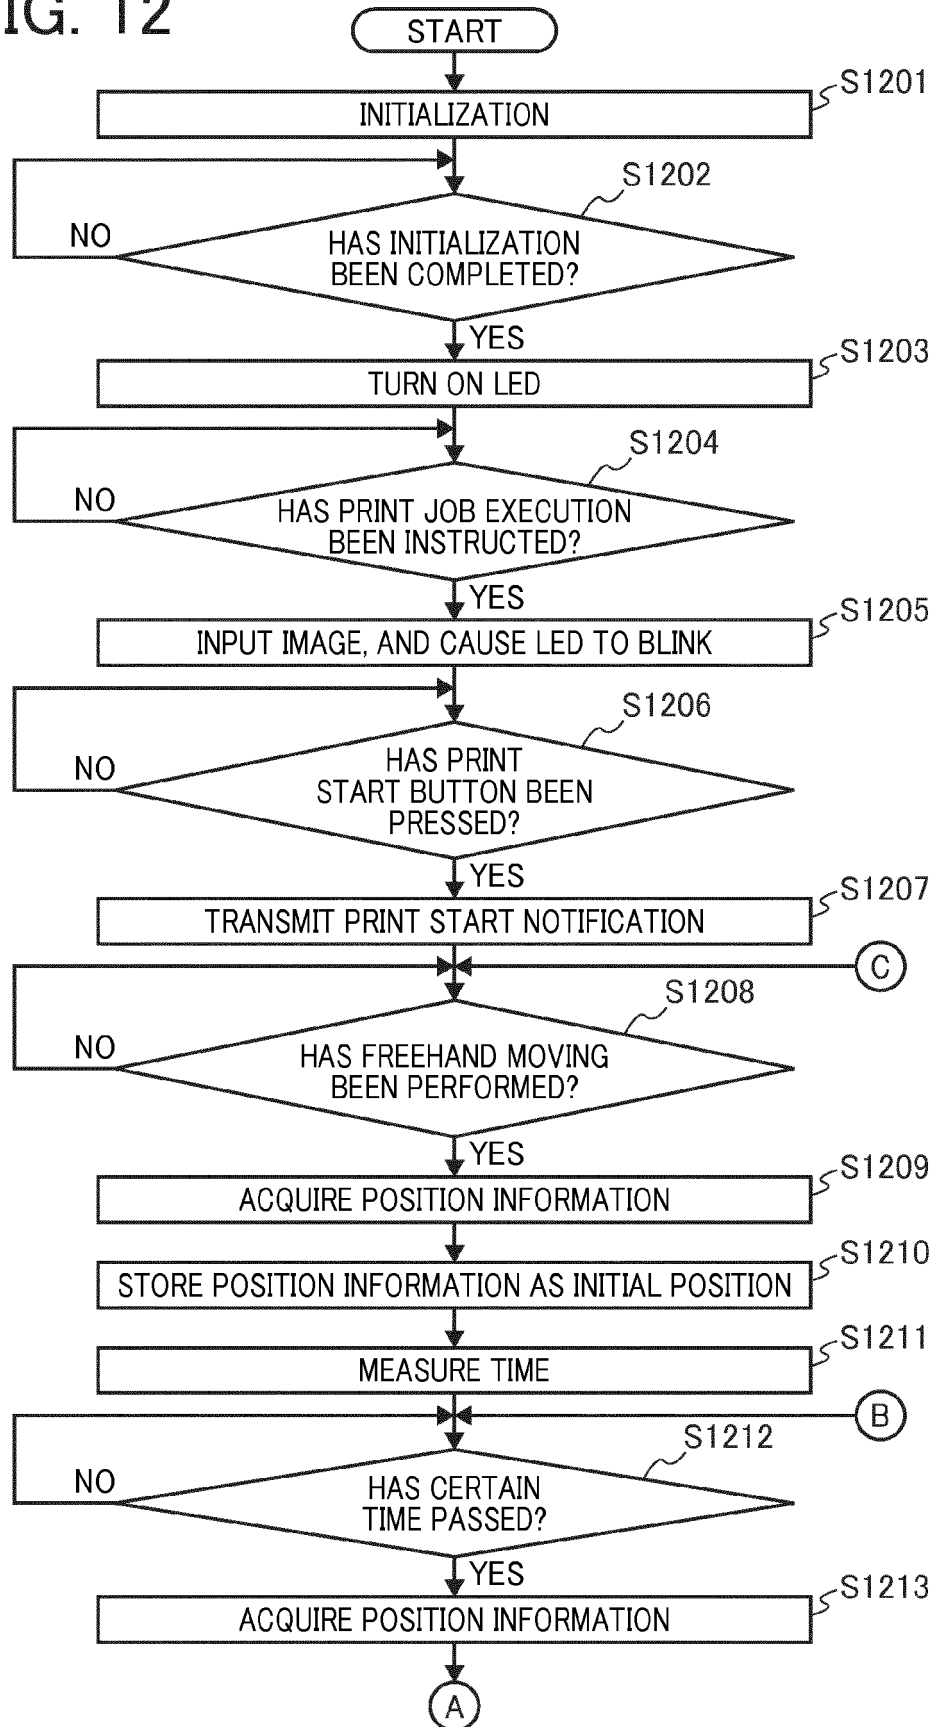 IG. 12
START
S1201
INITIALIZATION
S1202
NO
HAS INITIALIZATION
BEEN COMPLETED?
YES
S1203
TURN ON LED
S1204
NO
HAS PRINT JOB EXECUTION
BEEN INSTRUCTED?
YES
S1205
INPUT IMAGE, AND CAUSE LED TO BLINK
S1206
NO
HAS PRINT
START BUTTON BEEN
PRESSED?
YES
S1207
TRANSMIT PRINT START NOTIFICATION
C
S1208
NO
HAS FREEHAND MOVING
BEEN PERFORMED?
YES
S1209
ACQUIRE POSITION INFORMATION
S1210
STORE POSITION INFORMATION AS INITIAL POSITION
S1211
MEASURE TIME
B
S1212
NO
HAS CERTAIN
TIME PASSED?
YES
S1213
ACQUIRE POSITION INFORMATION
A